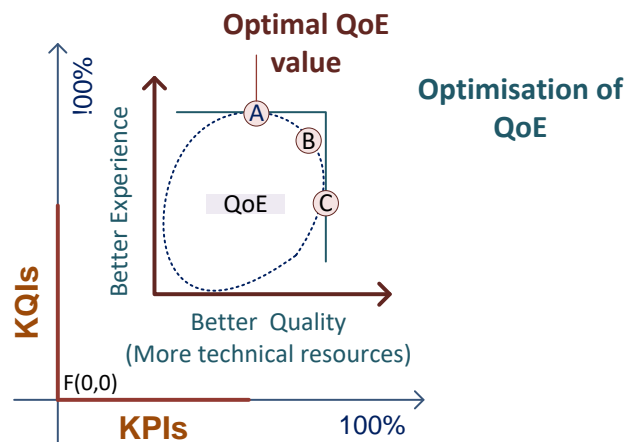 Optimal QoE
value
Optimisation of
QoE
!00%
Better Experience
A
B
C
QoE
Better Quality
(More technical resources)
KQIs
F(0,0)
KPIs
100%